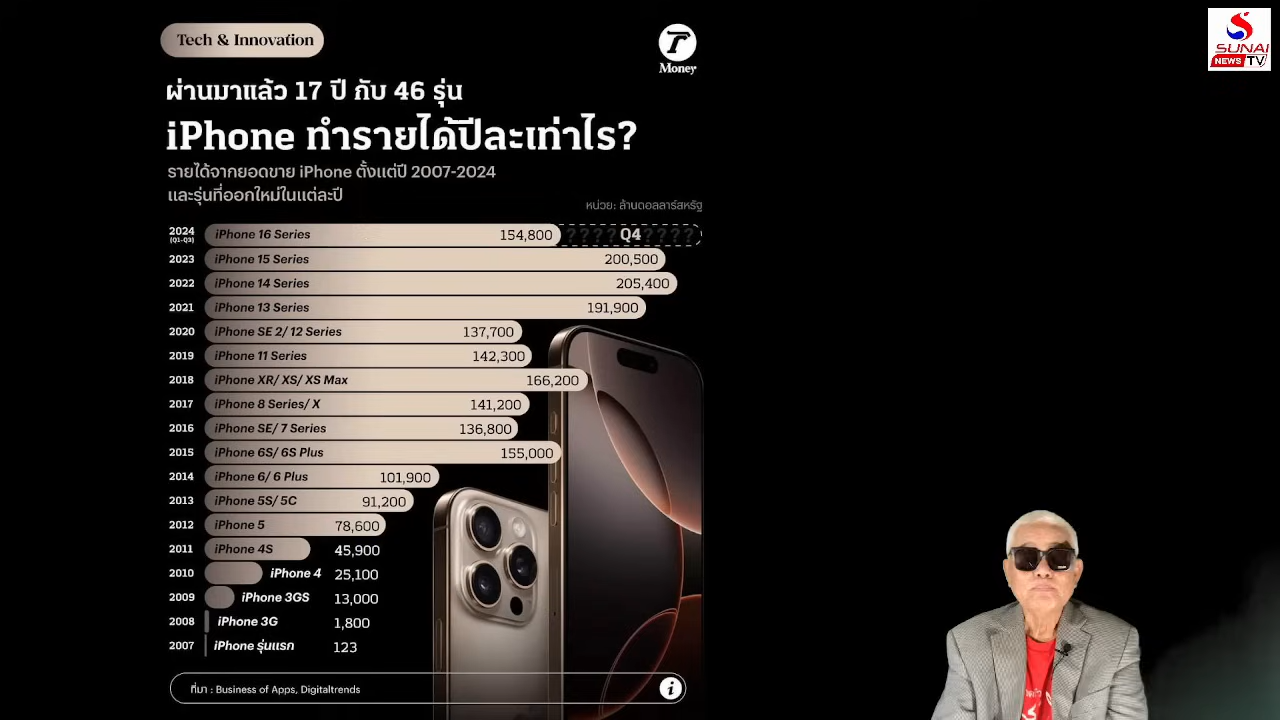 Tech & Innovation
Money
SUNAI
NEWS TV
ผ่านมาแล้ว 17 ปี กับ 46 รุ่น
iPhone ทำรายได้ปีละเท่าไร?
รายได้จากยอดขาย iPhone ตั้งแต่ปี 2007-2024
และรุ่นที่ออกใหม่ในแต่ละปี
หน่วย: ล้านดอลลาร์สหรัฐ
2024 (Q1-Q3) iPhone 16 Series 154,800 ???? Q4 ????
2023 iPhone 15 Series 200,500
2022 iPhone 14 Series 205,400
2021 iPhone 13 Series 191,900
2020 iPhone SE 2/ 12 Series 137,700
2019 iPhone 11 Series 142,300
2018 iPhone XR/ XS/ XS Max 166,200
2017 iPhone 8 Series/ X 141,200
2016 iPhone SE/ 7 Series 136,800
2015 iPhone 6S/ 6S Plus 155,000
2014 iPhone 6/ 6 Plus 101,900
2013 iPhone 5S/ 5C 91,200
2012 iPhone 5 78,600
2011 iPhone 4S 45,900
2010 iPhone 4 25,100
2009 iPhone 3GS 13,000
2008 iPhone 3G 1,800
2007 iPhone รุ่นแรก 123
ที่มา : Business of Apps, Digitaltrends